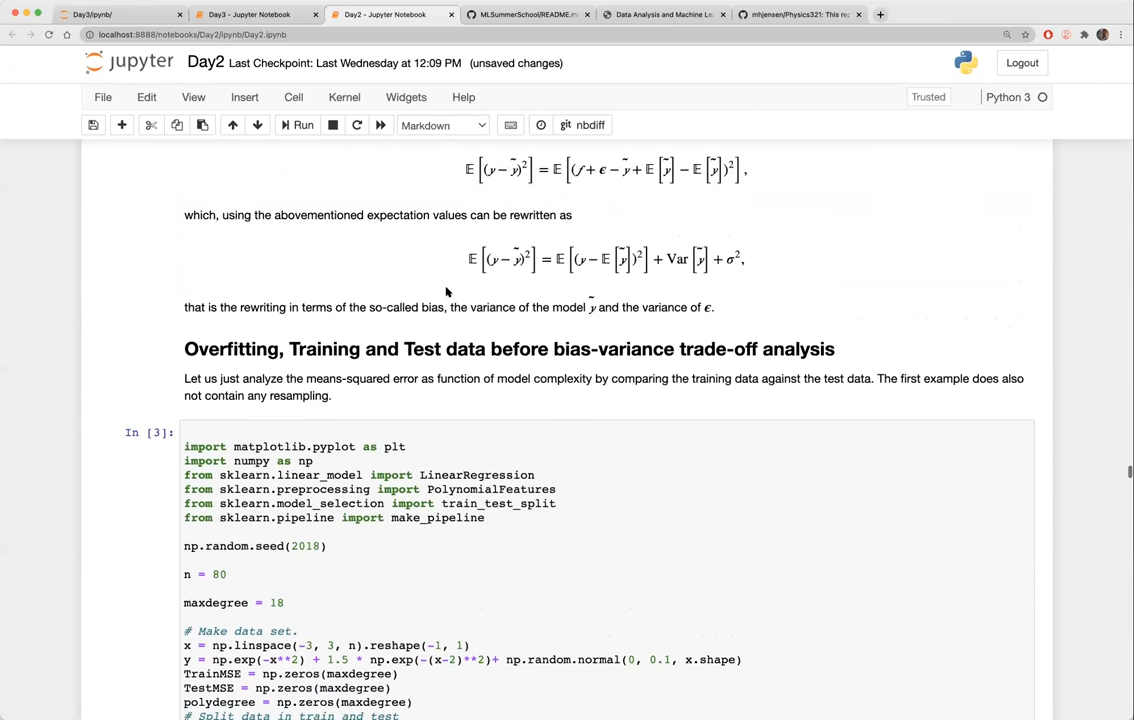 Day3/ipynb/
Day3 - Jupyter Notebook
Day2 - Jupyter Notebook
MLSummerSchool/README.m
Data Analysis and Machine Le
mhjensen/Physics321: This rep
localhost:8888/notebooks/Day2/ipynb/Day2.ipynb
jupyter Day2 Last Checkpoint: Last Wednesday at 12:09 PM (unsaved changes)
Logout
File Edit View Insert Cell Kernel Widgets Help
Trusted
Python 3
Run
Markdown
git nbdiff
𝔼[(y − ỹ)²] = 𝔼[(f + ϵ − ỹ + 𝔼[ỹ] − 𝔼[ỹ])²],
which, using the abovementioned expectation values can be rewritten as
𝔼[(y − ỹ)²] = 𝔼[(y − 𝔼[ỹ])²] + Var[ỹ] + σ²,
that is the rewriting in terms of the so-called bias, the variance of the model ỹ and the variance of ϵ.
Overfitting, Training and Test data before bias-variance trade-off analysis
Let us just analyze the means-squared error as function of model complexity by comparing the training data against the test data. The first example does also
not contain any resampling.
In [3]:
import matplotlib.pyplot as plt
import numpy as np
from sklearn.linear_model import LinearRegression
from sklearn.preprocessing import PolynomialFeatures
from sklearn.model_selection import train_test_split
from sklearn.pipeline import make_pipeline
np.random.seed(2018)
n = 80
maxdegree = 18
# Make data set.
x = np.linspace(-3, 3, n).reshape(-1, 1)
y = np.exp(-x**2) + 1.5 * np.exp(-(x-2)**2)+ np.random.normal(0, 0.1, x.shape)
TrainMSE = np.zeros(maxdegree)
TestMSE = np.zeros(maxdegree)
polydegree = np.zeros(maxdegree)
# Split data in train and test